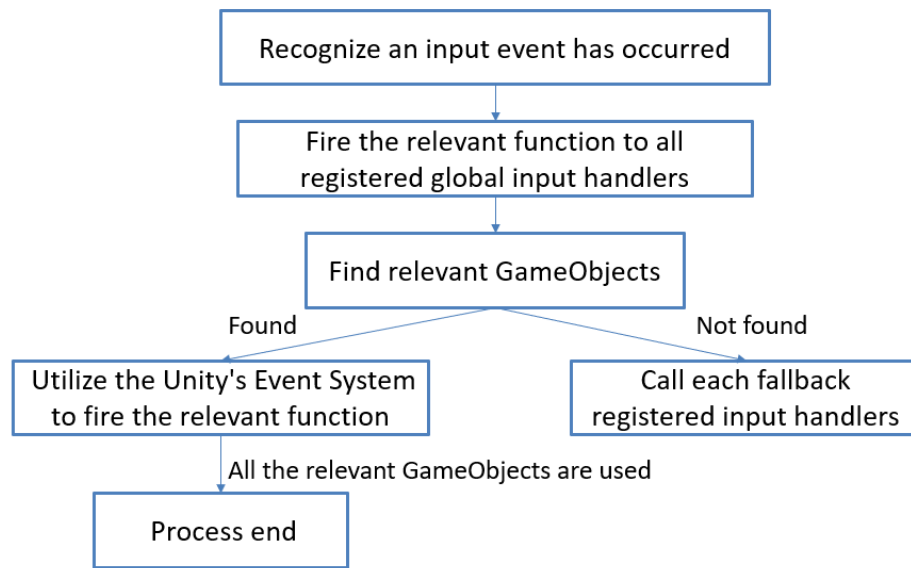 Recognize an input event has occurred
Fire the relevant function to all
registered global input handlers
Find relevant GameObjects
Found
Not found
Utilize the Unity's Event System
to fire the relevant function
Call each fallback
registered input handlers
All the relevant GameObjects are used
Process end